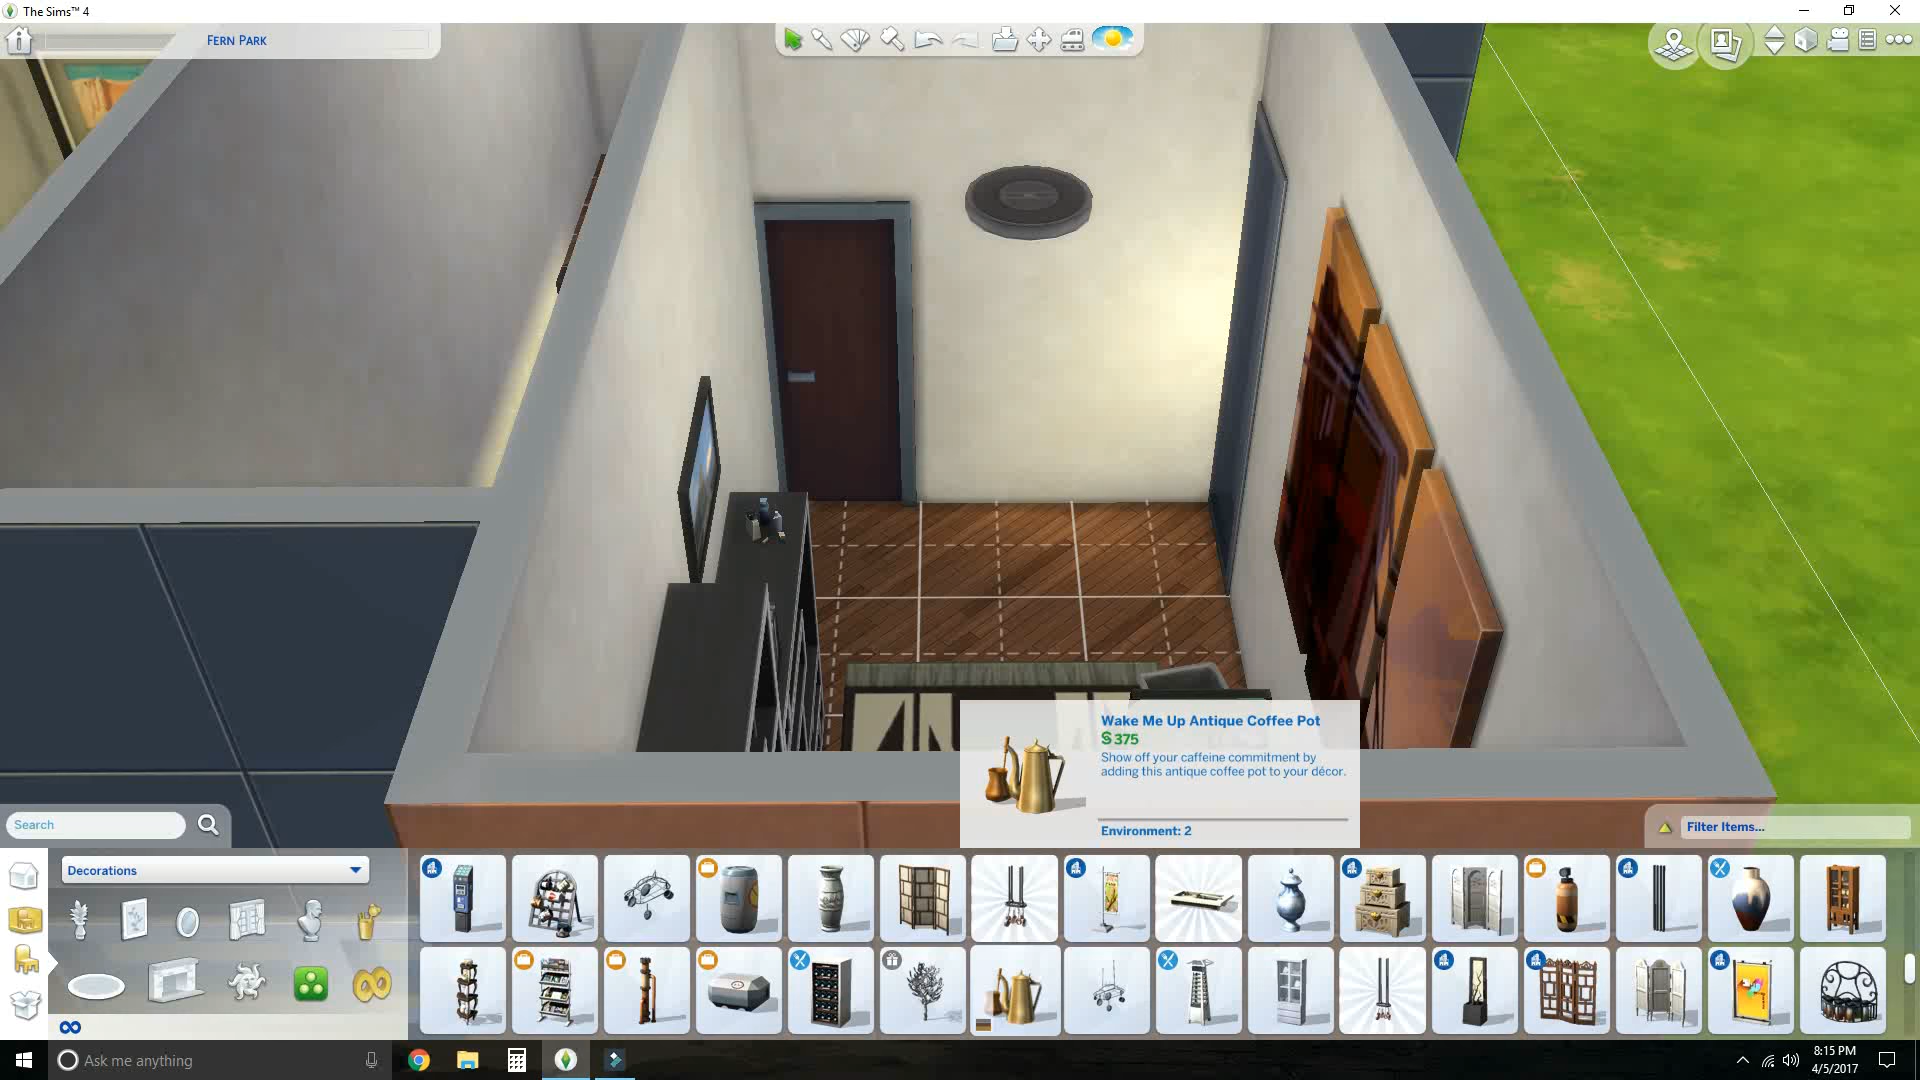 The Sims™ 4
FERN PARK
Wake Me Up Antique Coffee Pot
§375
Show off your caffeine commitment by
adding this antique coffee pot to your décor.
Environment: 2
Search
Filter Items...
Decorations
Ask me anything
8:15 PM
4/5/2017